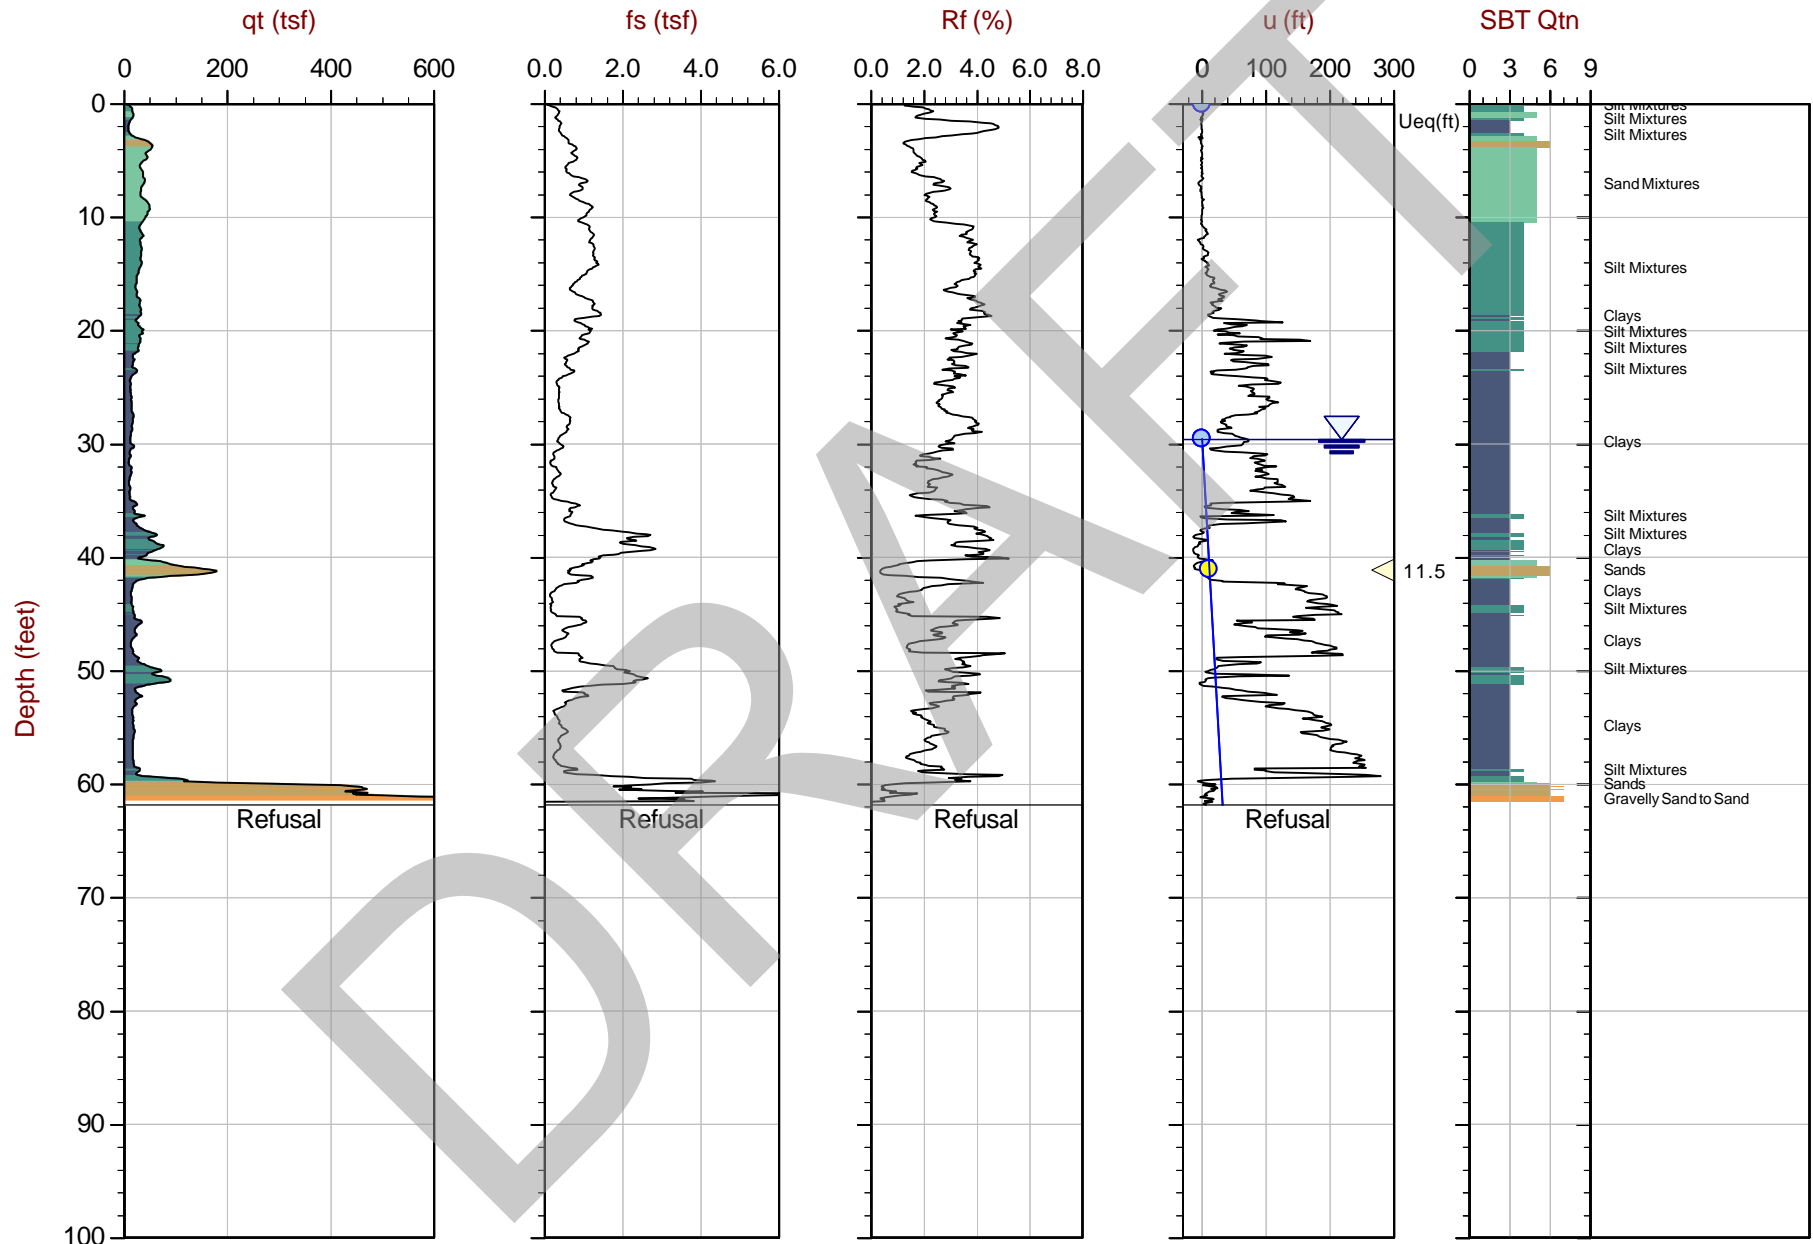 qt (tsf) fs (tsf) Rf (%) u (ft) SBT Qtn
0 200 400 600 0.0 2.0 4.0 6.0 0.0 2.0 4.0 6.0 8.0 0 100 200 300 0 3 6 9
0
Silt Mixtures
Ueq(ft)
Silt Mixtures
Silt Mixtures
Sand Mixtures
10
Silt Mixtures
Clays
20
Silt Mixtures
Silt Mixtures
Silt Mixtures
30
Clays
Silt Mixtures
Silt Mixtures
Clays
40
11.5
Sands
Clays
Silt Mixtures
Clays
50
Silt Mixtures
Clays
Silt Mixtures
60
Sands
Gravelly Sand to Sand
Refusal Refusal Refusal Refusal
70
80
90
100
Depth (feet)
DRAFT